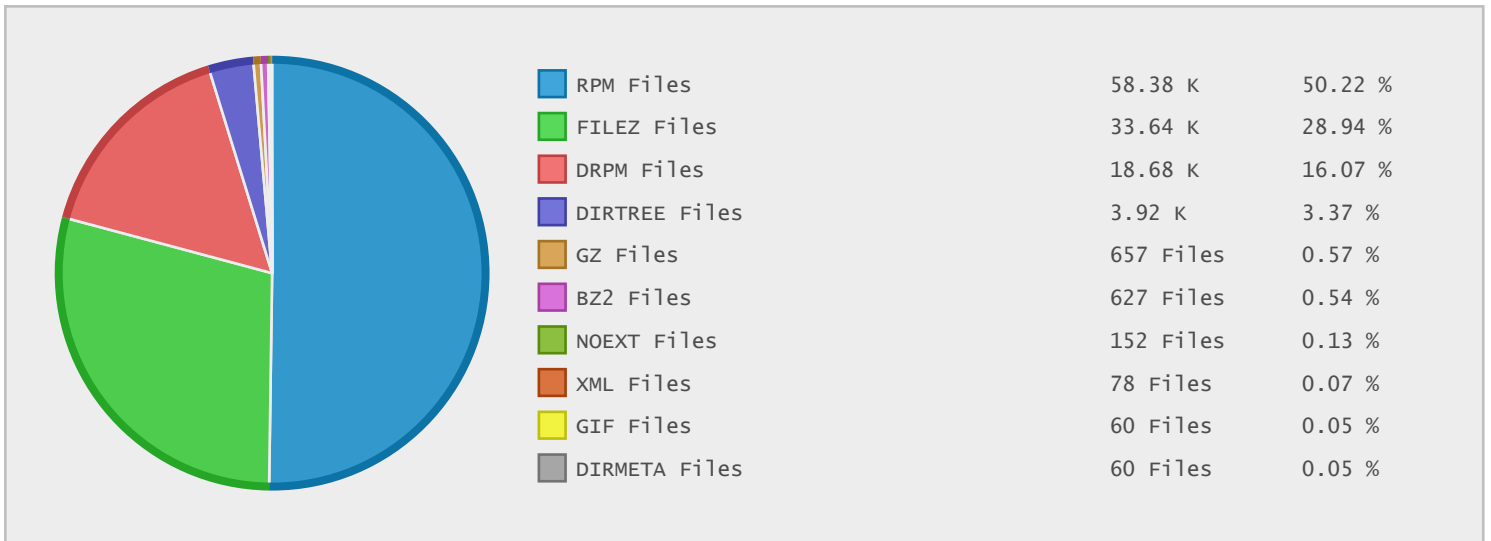 RPM Files 58.38 K 50.22 %
FILEZ Files 33.64 K 28.94 %
DRPM Files 18.68 K 16.07 %
DIRTREE Files 3.92 K 3.37 %
GZ Files 657 Files 0.57 %
BZ2 Files 627 Files 0.54 %
NOEXT Files 152 Files 0.13 %
XML Files 78 Files 0.07 %
GIF Files 60 Files 0.05 %
DIRMETA Files 60 Files 0.05 %